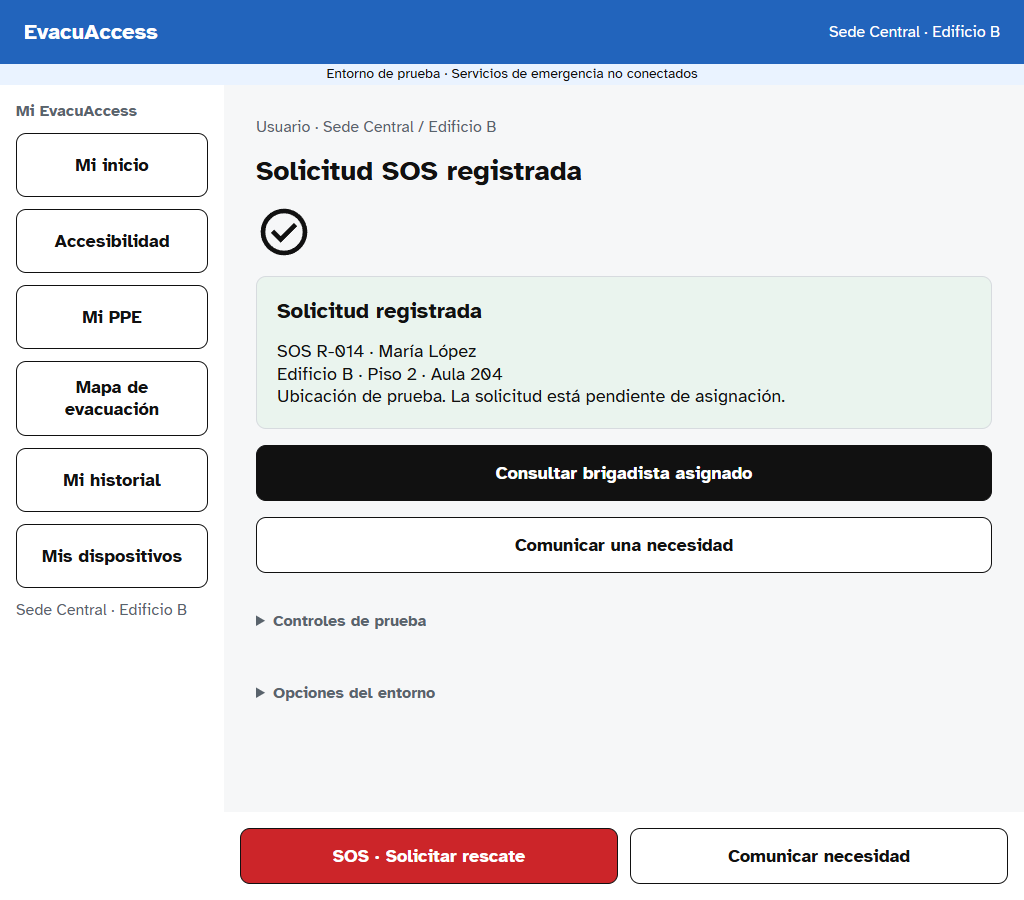 EvacuAccess
Sede Central · Edificio B
Entorno de prueba · Servicios de emergencia no conectados
Mi EvacuAccess
Mi inicio
Accesibilidad
Mi PPE
Mapa de
evacuación
Mi historial
Mis dispositivos
Sede Central · Edificio B
Usuario · Sede Central / Edificio B
Solicitud SOS registrada
Solicitud registrada
SOS R-014 · María López
Edificio B · Piso 2 · Aula 204
Ubicación de prueba. La solicitud está pendiente de asignación.
Consultar brigadista asignado
Comunicar una necesidad
Controles de prueba
Opciones del entorno
SOS · Solicitar rescate
Comunicar necesidad